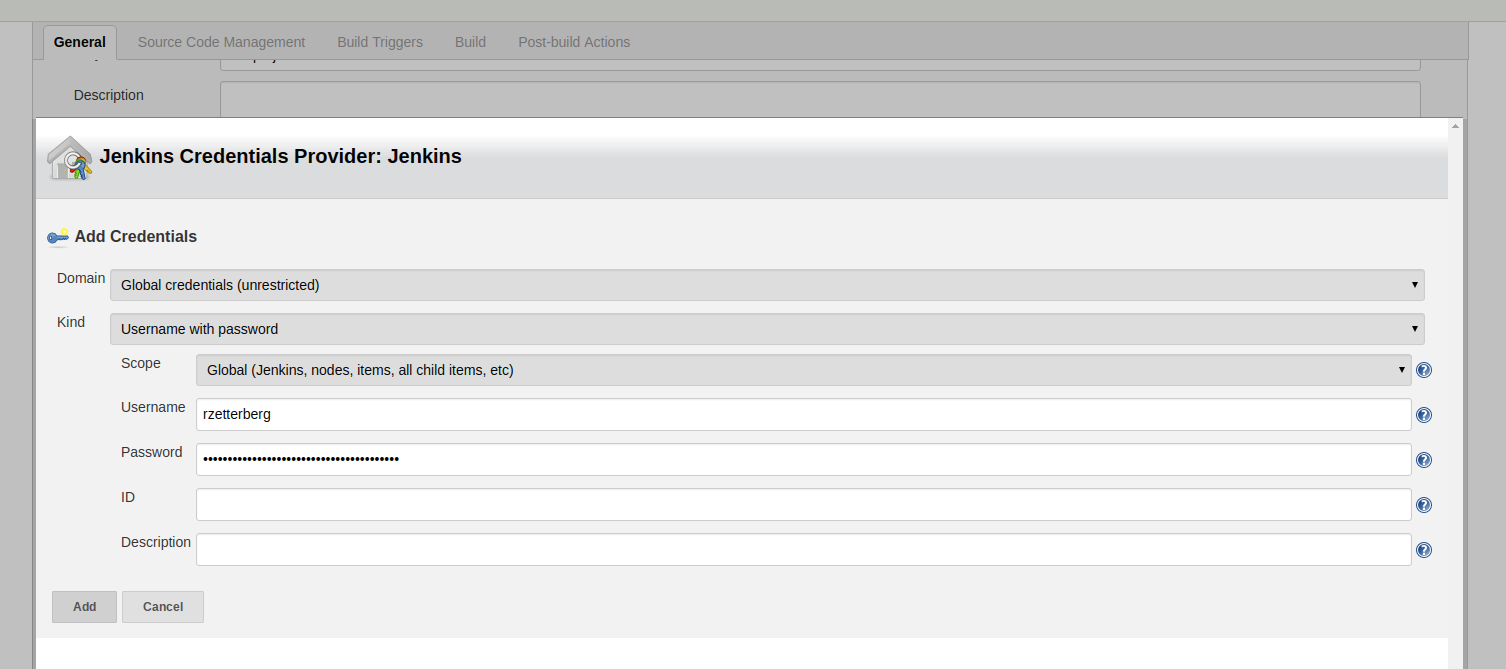 General Source Code Management Build Triggers Build Post-build Actions
Description
Jenkins Credentials Provider: Jenkins
Add Credentials
Domain Global credentials (unrestricted)
Kind Username with password
Scope Global (Jenkins, nodes, items, all child items, etc)
Username rzetterberg
Password ••••••••••••••••••••••••••••••••••••••••
ID
Description
Add Cancel